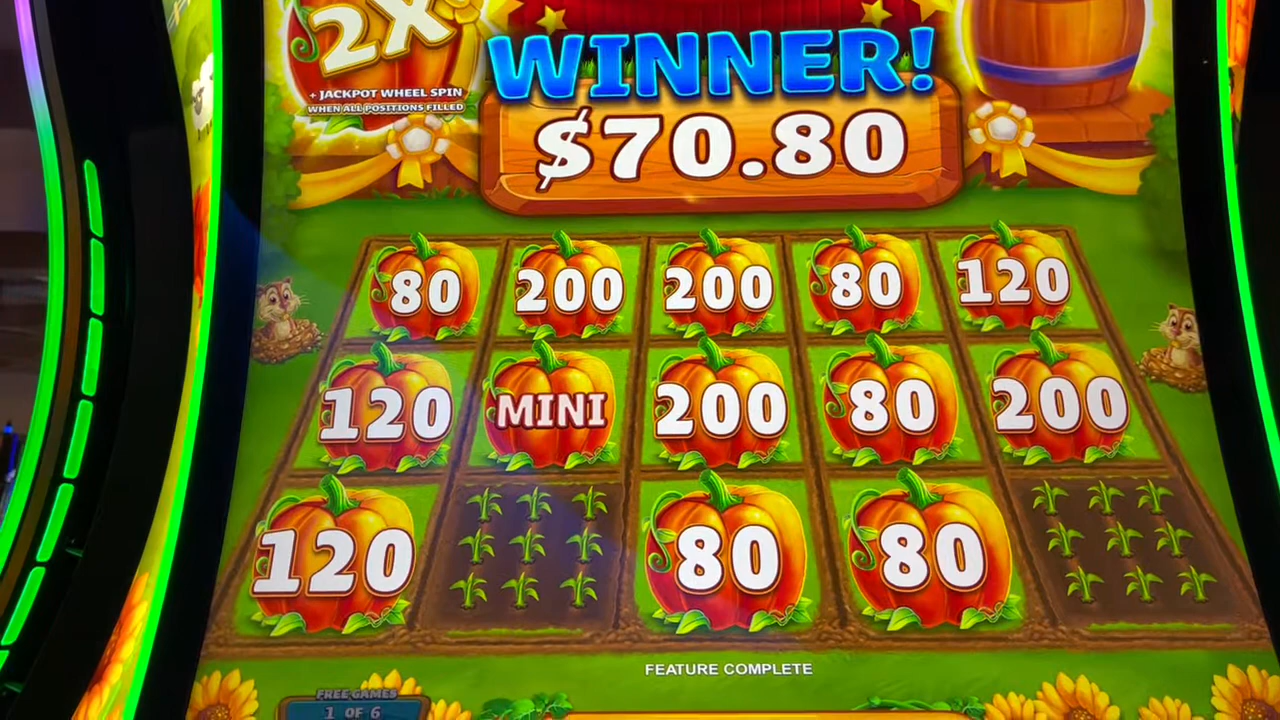 2X
+ JACKPOT WHEEL SPIN
WHEN ALL POSITIONS FILLED
WINNER!
$70.80
80 200 200 80 120
120 MINI 200 80 200
120 80 80
FEATURE COMPLETE
FREE GAMES
1 OF 6